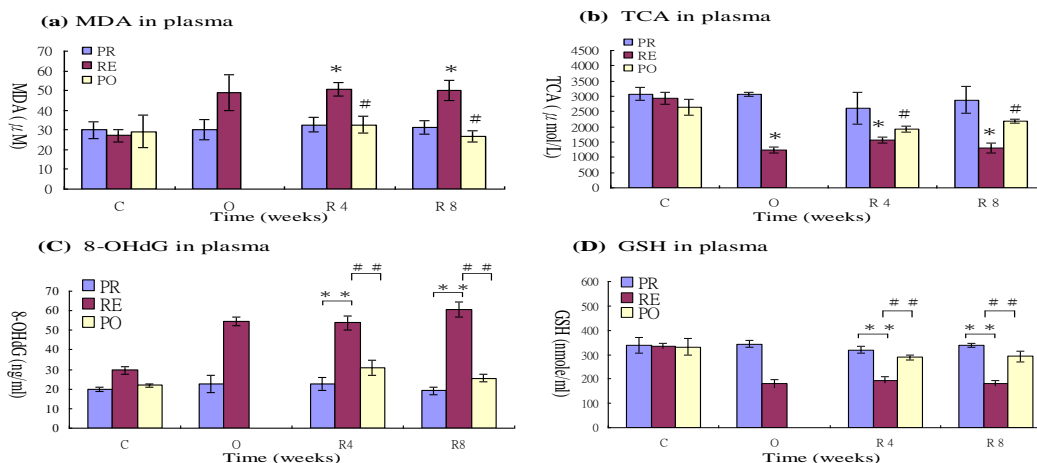 (a) MDA in plasma
PR
RE
PO
70
60
50
40
30
20
10
0
MDA ( μM)
* * # #
C O R 4 R 8
Time (weeks)
(b) TCA in plasma
PR
RE
PO
4500
4000
3500
3000
2500
2000
1500
1000
500
0
TCA ( μ mol/L)
* * # * #
C O R 4 R 8
Time (weeks)
(C) 8-OHdG in plasma
PR
RE
PO
70
60
50
40
30
20
10
0
8-OHdG (ng/ml)
# # # #
* * * *
C O R4 R8
Time (weeks)
(D) GSH in plasma
PR
RE
PO
600
500
400
300
200
100
0
GSH (nmole/ml)
# # # #
* * * *
C O R 4 R 8
Time (weeks)